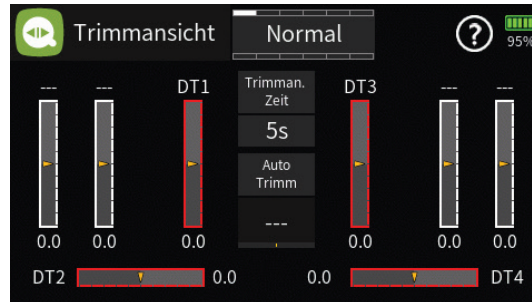 Trimmansicht Normal ? 95%
--- --- DT1 Trimman. Zeit DT3 --- ---
5s
Auto
Trimm
---
0.0 0.0 0.0 0.0 0.0 0.0
DT2 0.0 0.0 DT4